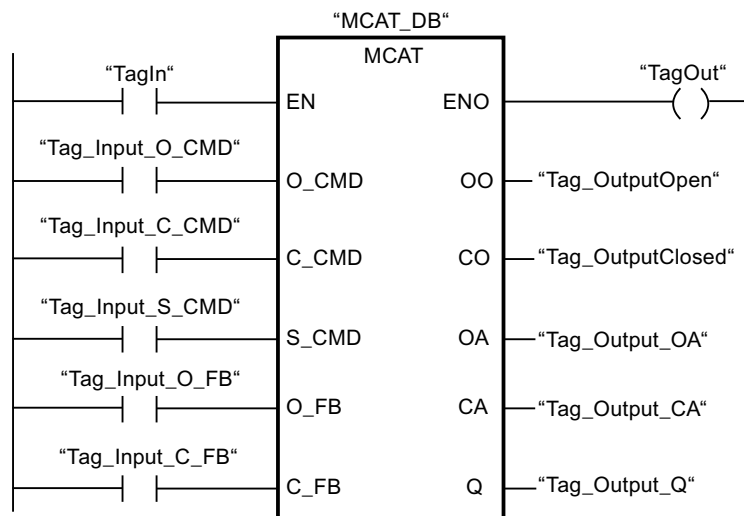 “MCAT_DB“
MCAT
“TagIn“
EN
ENO
“TagOut“
“Tag_Input_O_CMD“
O_CMD
OO
“Tag_OutputOpen“
“Tag_Input_C_CMD“
C_CMD
CO
“Tag_OutputClosed“
“Tag_Input_S_CMD“
S_CMD
OA
“Tag_Output_OA“
“Tag_Input_O_FB“
O_FB
CA
“Tag_Output_CA“
“Tag_Input_C_FB“
C_FB
Q
“Tag_Output_Q“